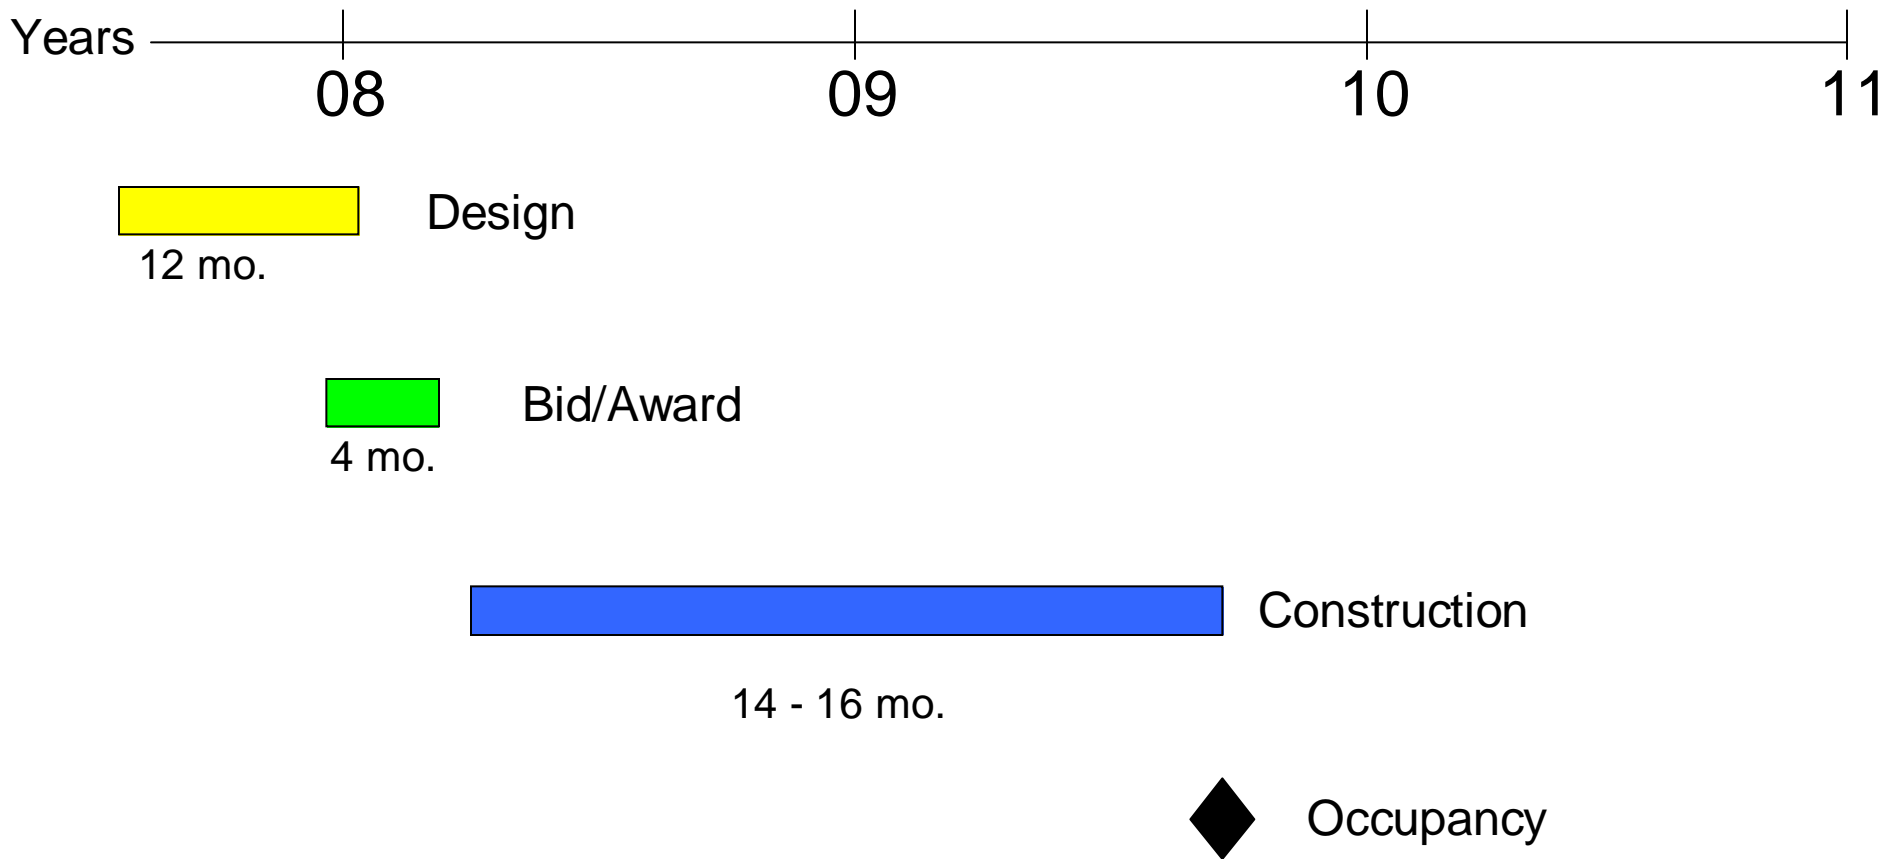 Years
08 09 10 11
Design
12 mo.
Bid/Award
4 mo.
Construction
14 - 16 mo.
Occupancy